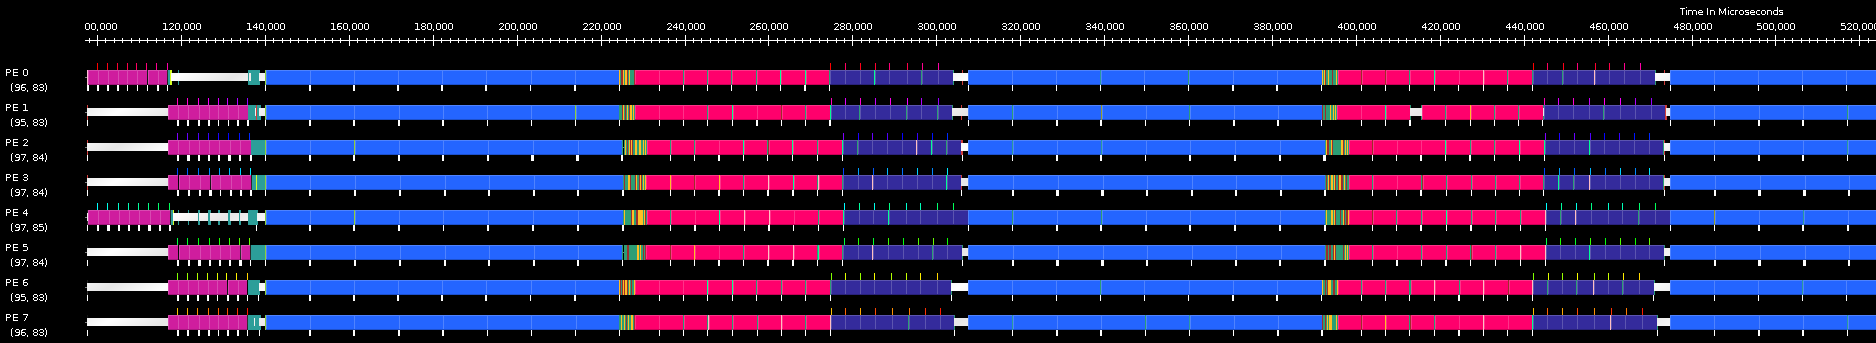 Time In Microseconds
00,000 120,000 140,000 160,000 180,000 200,000 220,000 240,000 260,000 280,000 300,000 320,000 340,000 360,000 380,000 400,000 420,000 440,000 460,000 480,000 500,000 520,000
PE 0
(96, 83)
PE 1
(95, 83)
PE 2
(97, 84)
PE 3
(97, 84)
PE 4
(97, 85)
PE 5
(97, 84)
PE 6
(95, 83)
PE 7
(96, 83)